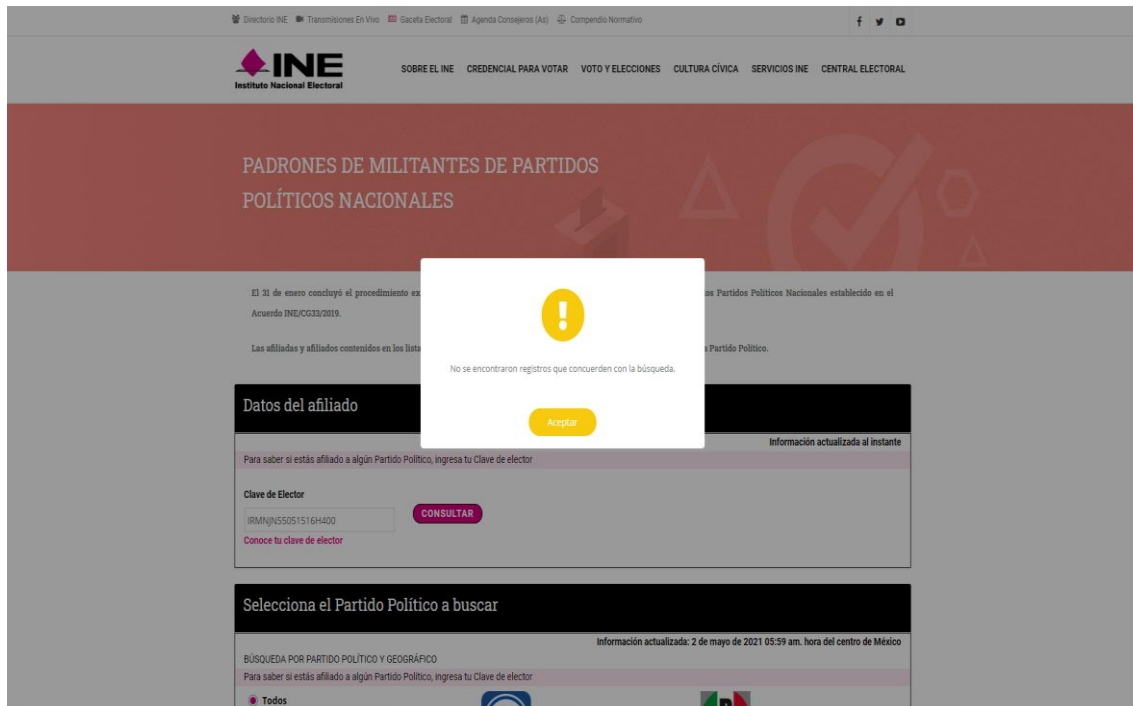 Directorio INE Transmisiones En Vivo Gaceta Electoral Agenda Consejeros (As) Compendio Normativo
INE
Instituto Nacional Electoral
SOBRE EL INE CREDENCIAL PARA VOTAR VOTO Y ELECCIONES CULTURA CÍVICA SERVICIOS INE CENTRAL ELECTORAL
PADRONES DE MILITANTES DE PARTIDOS
POLÍTICOS NACIONALES
El 31 de enero concluyó el procedimiento ex
os Partidos Políticos Nacionales establecido en el
Acuerdo INE/CG33/2019.
Las afiliadas y afiliados contenidos en los lista
a Partido Político.
No se encontraron registros que concuerden con la búsqueda.
Aceptar
Datos del afiliado
Información actualizada al instante
Para saber si estás afiliado a algún Partido Político, ingresa tu Clave de elector
Clave de Elector
IRMNJN55051516H400
CONSULTAR
Conoce tu clave de elector
Selecciona el Partido Político a buscar
Información actualizada: 2 de mayo de 2021 05:59 am. hora del centro de México
BÚSQUEDA POR PARTIDO POLÍTICO Y GEOGRÁFICO
Para saber si estás afiliado a algún Partido Político, ingresa tu Clave de elector
Todos